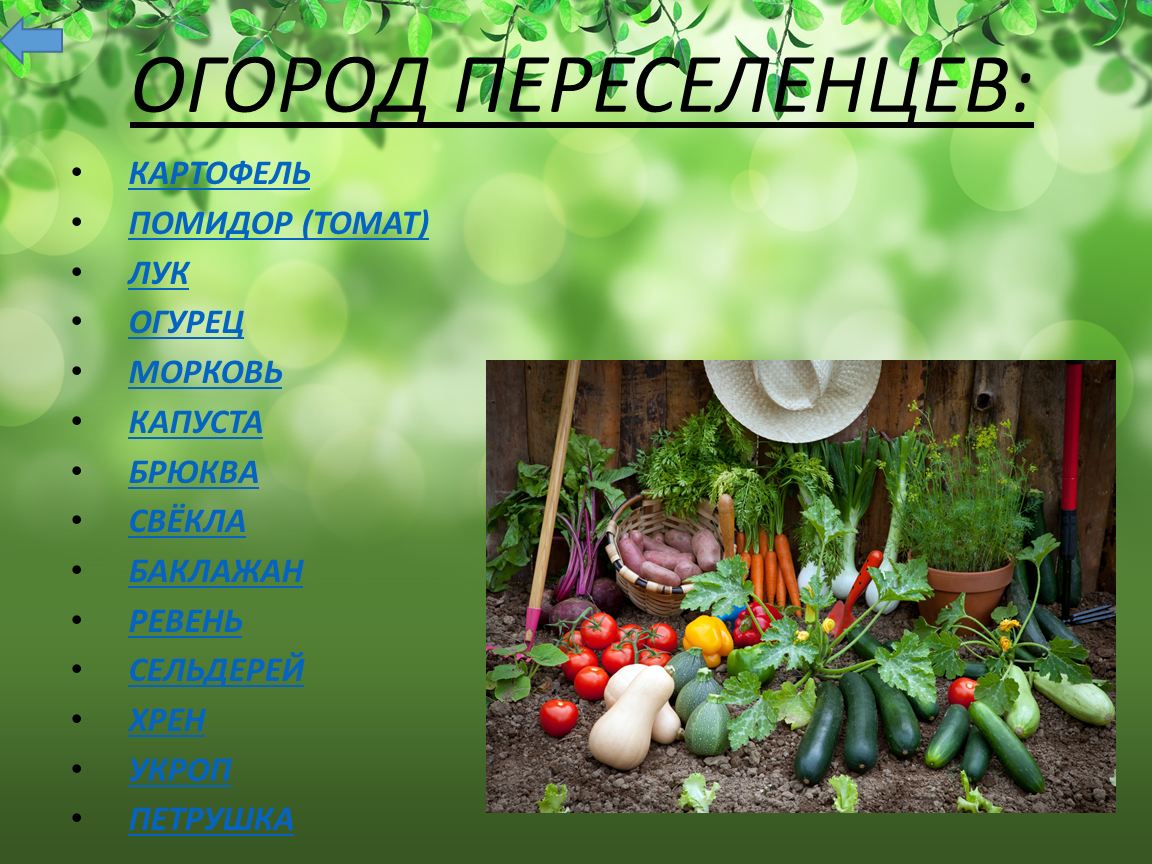 ОГОРОД ПЕРЕСЕЛЕНЦЕВ:
• КАРТОФЕЛЬ
• ПОМИДОР (ТОМАТ)
• ЛУК
• ОГУРЕЦ
• МОРКОВЬ
• КАПУСТА
• БРЮКВА
• СВЁКЛА
• БАКЛАЖАН
• РЕВЕНЬ
• СЕЛЬДЕРЕЙ
• ХРЕН
• УКРОП
• ПЕТРУШКА